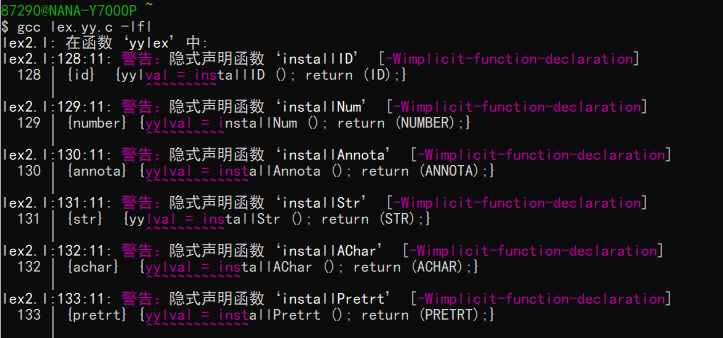 87290@NANA-Y7000P ~
$ gcc lex.yy.c -lfl
lex2.l: 在函数‘yylex’中:
lex2.l:128:11: 警告：隐式声明函数‘installID’ [-Wimplicit-function-declaration]
128 | {id} {yylval = installID (); return (ID);}
| ^~~~~~~~~
lex2.l:129:11: 警告：隐式声明函数‘installNum’ [-Wimplicit-function-declaration]
129 | {number} {yylval = installNum (); return (NUMBER);}
| ^~~~~~~~~~
lex2.l:130:11: 警告：隐式声明函数‘installAnnota’ [-Wimplicit-function-declaration]
130 | {annota} {yylval = installAnnota (); return (ANNOTA);}
| ^~~~~~~~~~~~~
lex2.l:131:11: 警告：隐式声明函数‘installStr’ [-Wimplicit-function-declaration]
131 | {str} {yylval = installStr (); return (STR);}
| ^~~~~~~~~~
lex2.l:132:11: 警告：隐式声明函数‘installAChar’ [-Wimplicit-function-declaration]
132 | {achar} {yylval = installAChar (); return (ACHAR);}
| ^~~~~~~~~~~~
lex2.l:133:11: 警告：隐式声明函数‘installPretrt’ [-Wimplicit-function-declaration]
133 | {pretrt} {yylval = installPretrt (); return (PRETRT);}
| ^~~~~~~~~~~~~